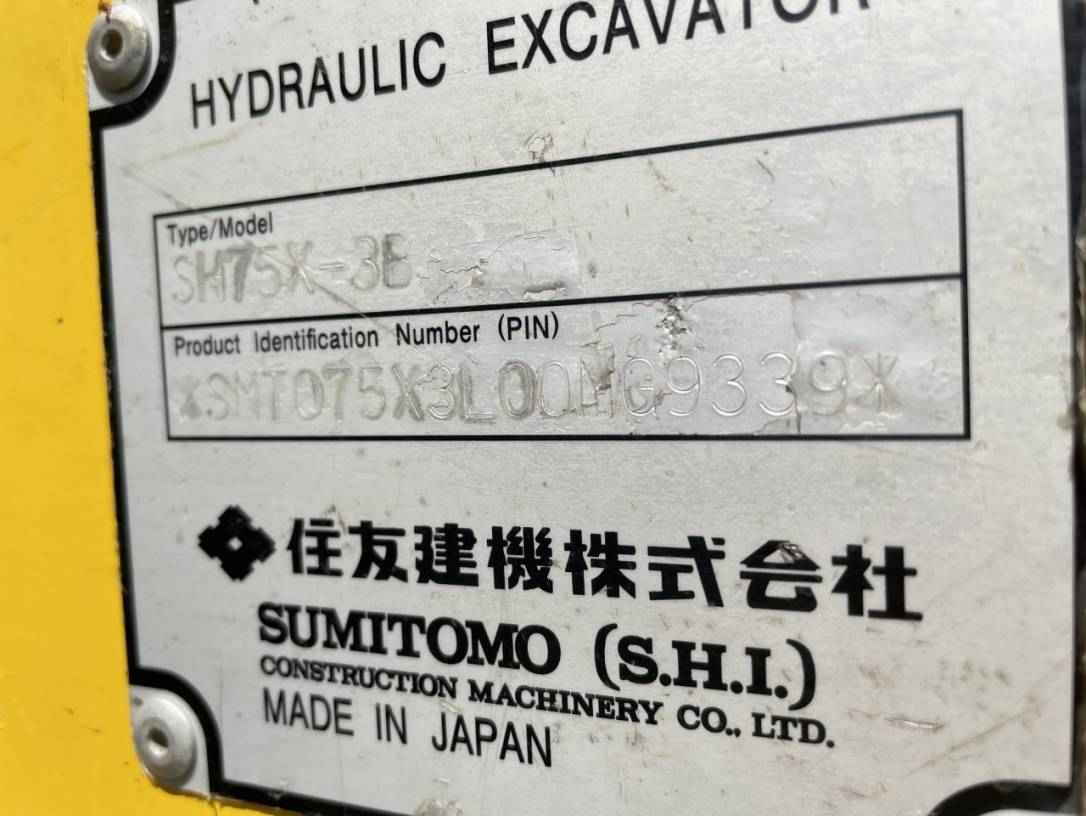 HYDRAULIC EXCAVATOR
Type/Model
SH75X-3B
Product Identification Number (PIN)
*SMT075X3L00HG9339*
住友建機株式会社
SUMITOMO (S.H.I.)
CONSTRUCTION MACHINERY CO., LTD.
MADE IN JAPAN